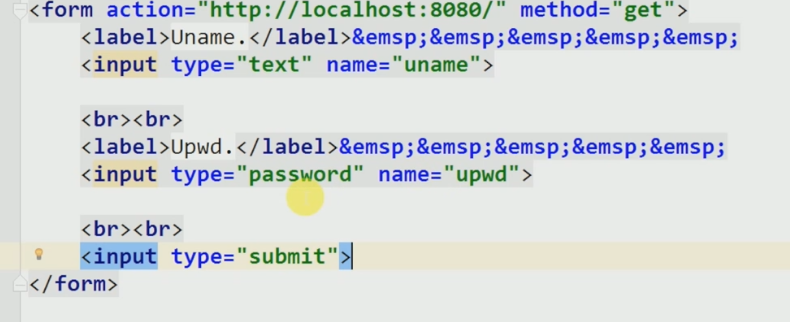 <form action="http://localhost:8080/" method="get">
<label>Uname.</label>&emsp;&emsp;&emsp;&emsp;&emsp;
<input type="text" name="uname">
<br><br>
<label>Upwd.</label>&emsp;&emsp;&emsp;&emsp;&emsp;
<input type="password" name="upwd">
<br><br>
<input type="submit">
</form>